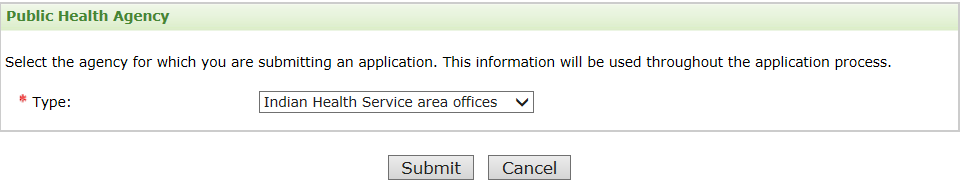 Public Health Agency
Select the agency for which you are submitting an application. This information will be used throughout the application process.
* Type: Indian Health Service area offices
Submit Cancel